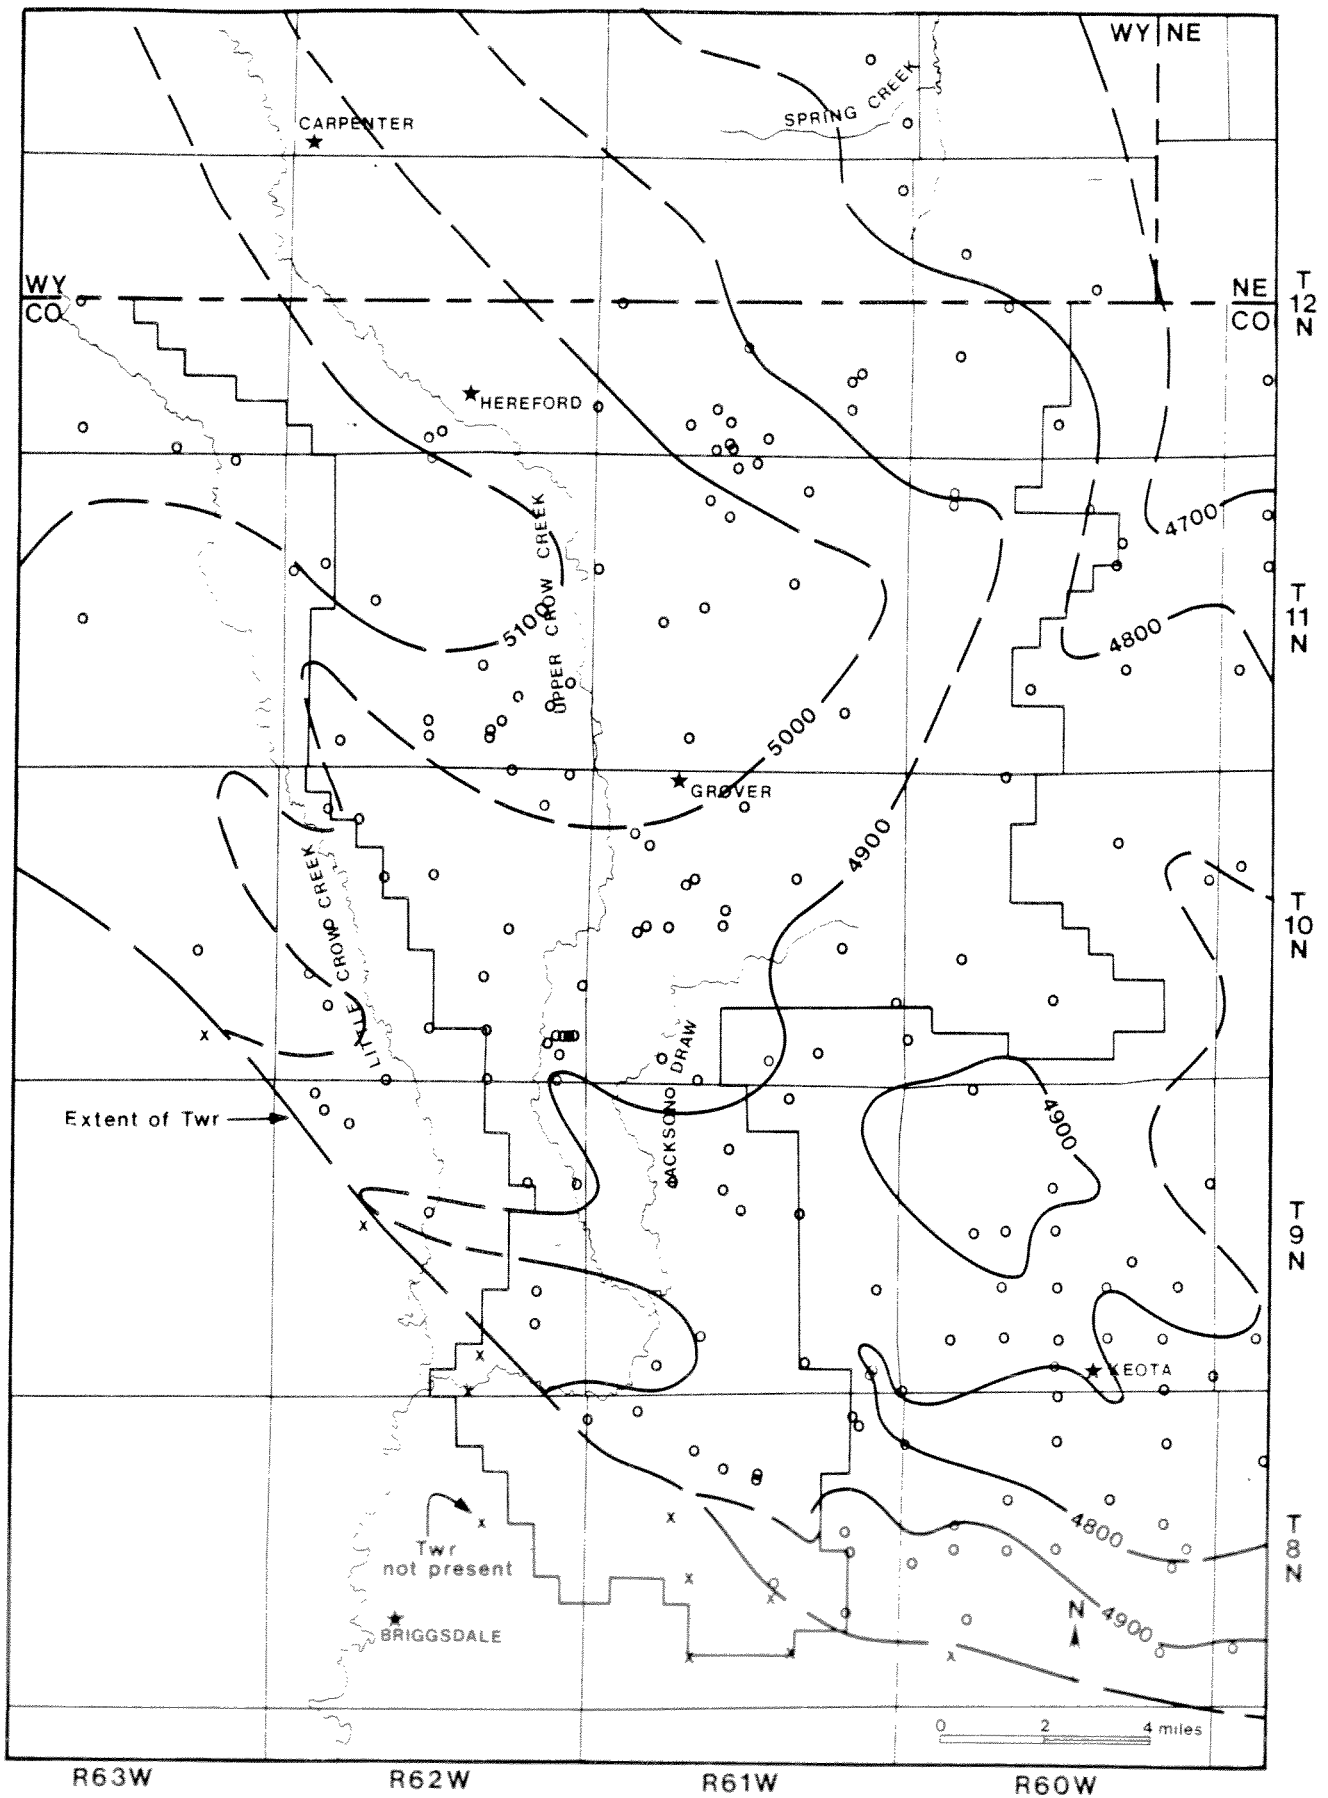 WY NE
SPRING CREEK
CARPENTER
WY
CO
NE
CO
T
12
N
HEREFORD
4700
UPPER CROW CREEK
5100
T
11
N
4800
5000
GROVER
4900
LITTLE CROW CREEK
T
10
N
JACKSONO DRAW
Extent of Twr
4900
T
9
N
KEOTA
4800
T
8
N
Twr
not present
4900
N
BRIGGSDALE
0 2 4 miles
R63W R62W R61W R60W